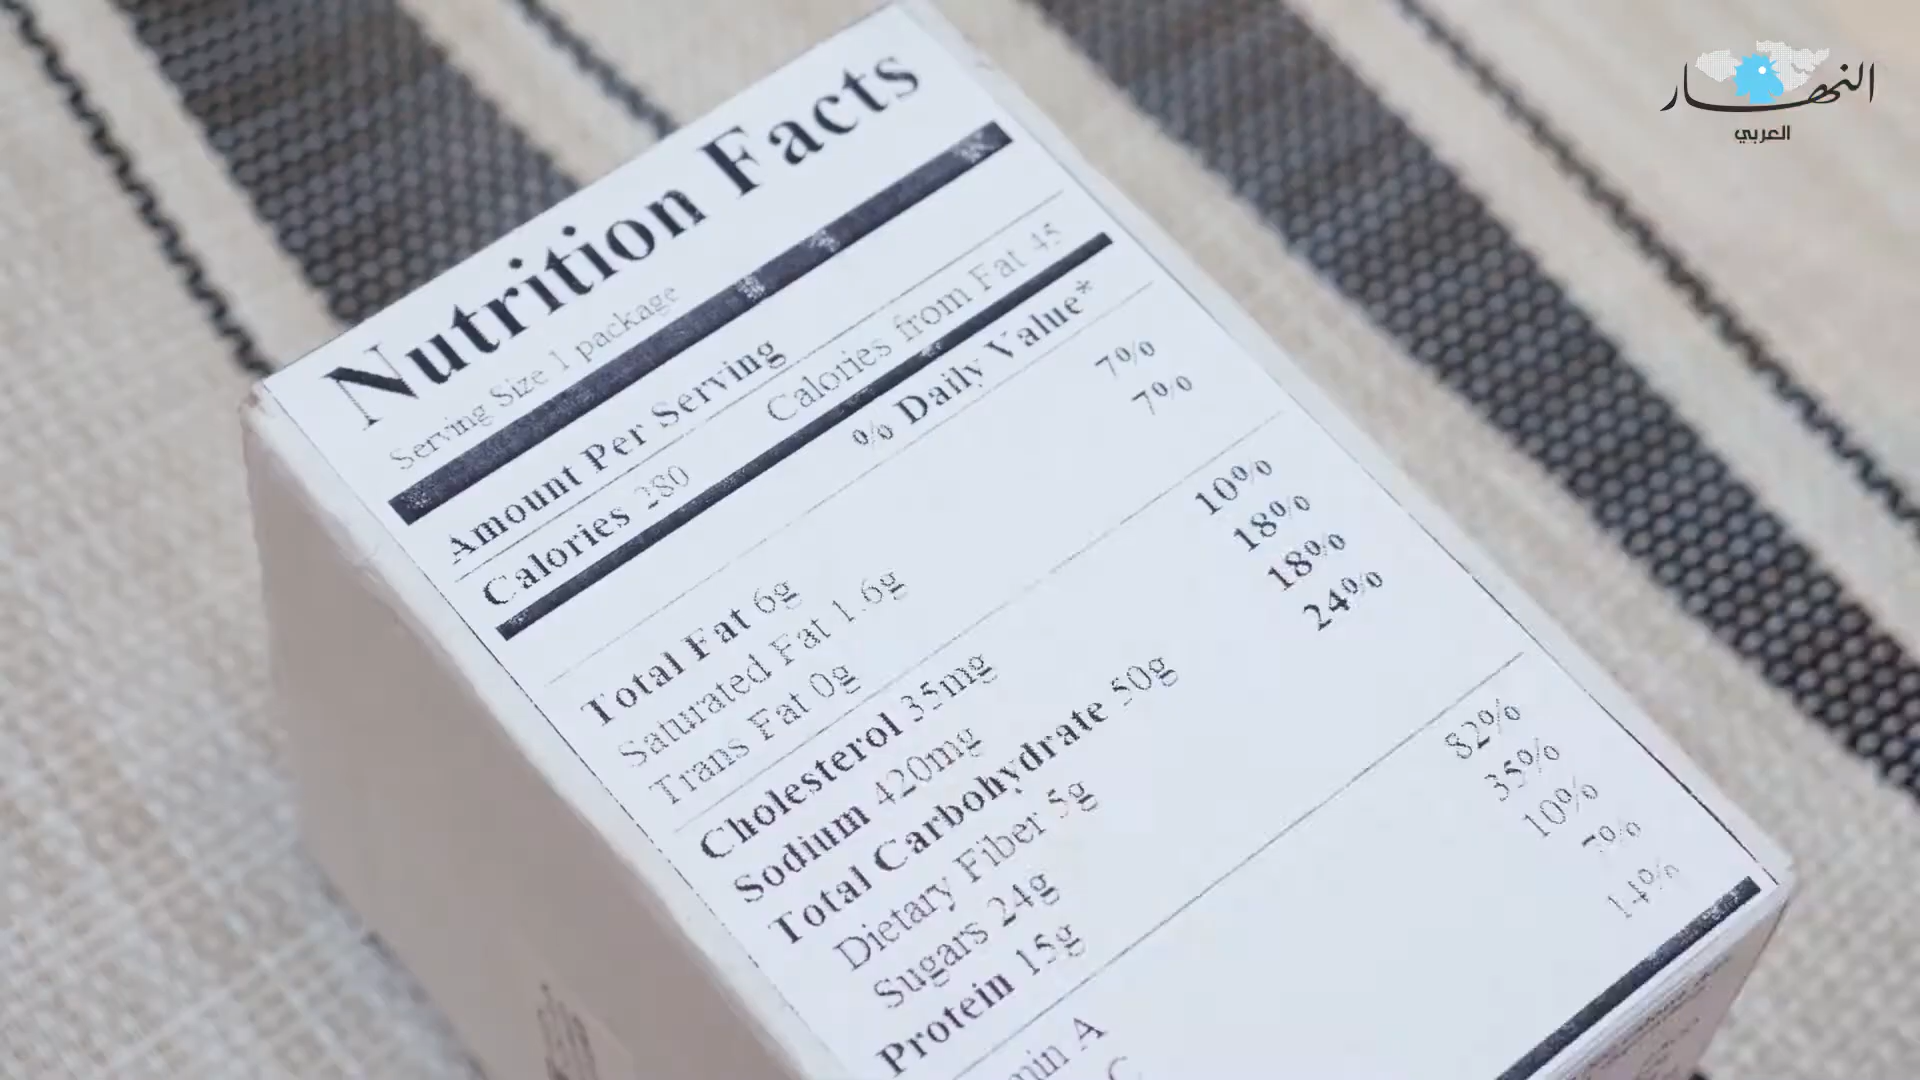 النهار
العربي
Nutrition Facts
Serving Size 1 package
Amount Per Serving
Calories 280 Calories from Fat 45
% Daily Value*
Total Fat 6g 7%
Saturated Fat 1.6g 7%
Trans Fat 0g
Cholesterol 35mg 10%
Sodium 420mg 18%
Total Carbohydrate 50g 18%
Dietary Fiber 5g 24%
Sugars 24g
Protein 15g
A 82%
C 35%
10%
7%
14%